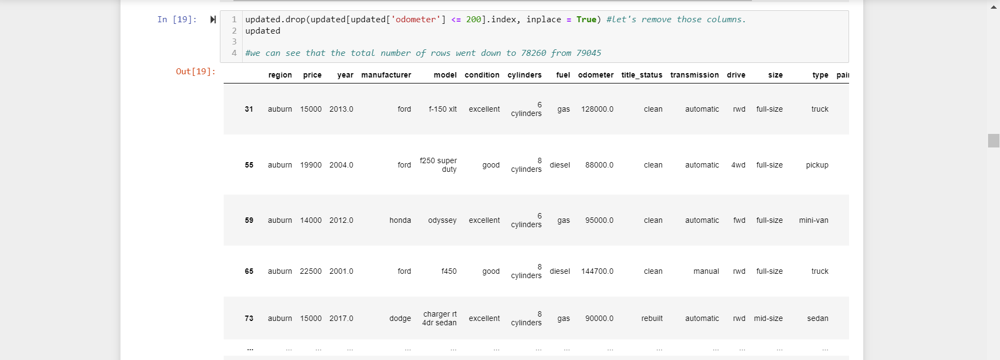 In [19]:
1 updated.drop(updated[updated['odometer'] <= 200].index, inplace = True) #let's remove those columns.
2 updated
3
4 #we can see that the total number of rows went down to 78260 from 79045
Out[19]:
region price year manufacturer model condition cylinders fuel odometer title_status transmission drive size type pai
31 auburn 15000 2013.0 ford f-150 xlt excellent 6 cylinders gas 128000.0 clean automatic rwd full-size truck
55 auburn 19900 2004.0 ford f250 super duty good 8 cylinders diesel 88000.0 clean automatic 4wd full-size pickup
59 auburn 14000 2012.0 honda odyssey excellent 6 cylinders gas 95000.0 clean automatic fwd full-size mini-van
65 auburn 22500 2001.0 ford f450 good 8 cylinders diesel 144700.0 clean manual rwd full-size truck
73 auburn 15000 2017.0 dodge charger rt 4dr sedan excellent 8 cylinders gas 90000.0 rebuilt automatic rwd mid-size sedan
... ... ... ... ... ... ... ... ... ... ... ... ... ... ...